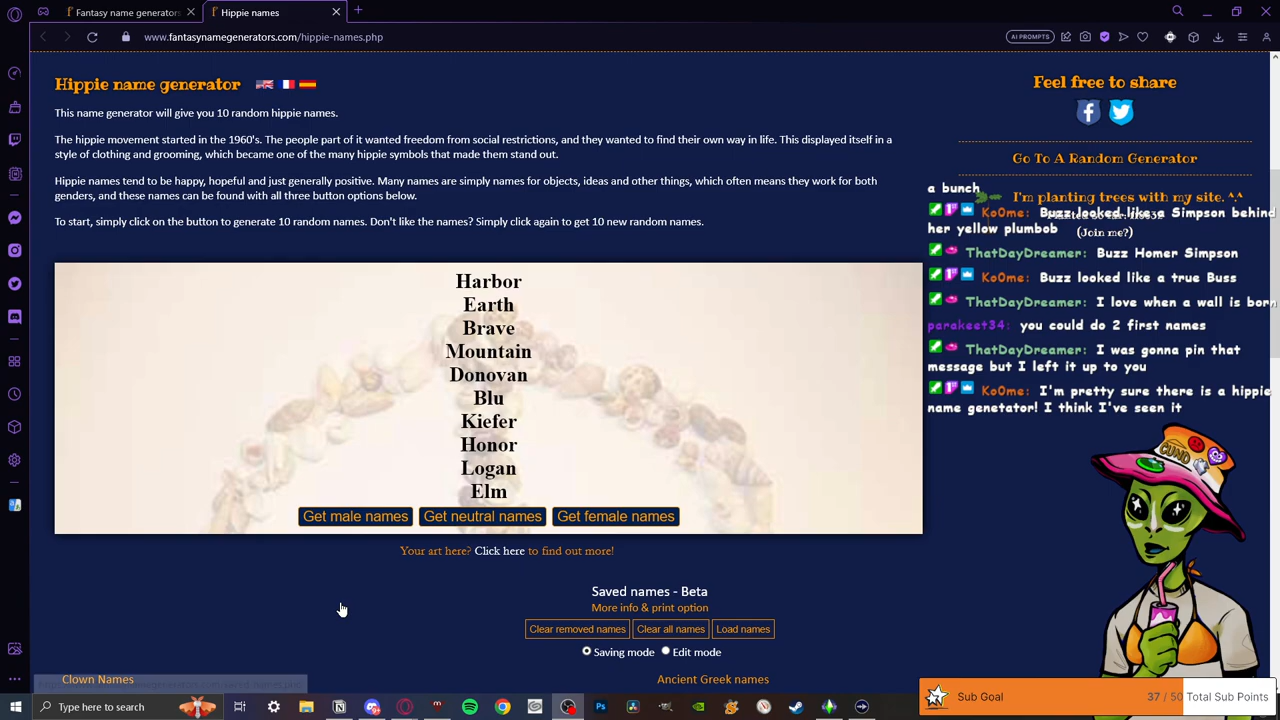 Fantasy name generators
Hippie names
www.fantasynamegenerators.com/hippie-names.php
AI PROMPTS
Hippie name generator
This name generator will give you 10 random hippie names.
The hippie movement started in the 1960's. The people part of it wanted freedom from social restrictions, and they wanted to find their own way in life. This displayed itself in a
style of clothing and grooming, which became one of the many hippie symbols that made them stand out.
Hippie names tend to be happy, hopeful and just generally positive. Many names are simply names for objects, ideas and other things, which often means they work for both
genders, and these names can be found with all three button options below.
To start, simply click on the button to generate 10 random names. Don't like the names? Simply click again to get 10 new random names.
Harbor
Earth
Brave
Mountain
Donovan
Blu
Kiefer
Honor
Logan
Elm
Get male names Get neutral names Get female names
Your art here? Click here to find out more!
Saved names - Beta
More info & print option
Clear removed names Clear all names Load names
Saving mode Edit mode
Clown Names
Ancient Greek names
Feel free to share
Go To A Random Generator
a bunch
I'm planting trees with my site. ^.^
(Join me?)
Ko0me: Buzz looked like a Simpson behind
her yellow plumbob
ThatDayDreamer: Buzz Homer Simpson
Ko0me: Buzz looked like a true Buss
ThatDayDreamer: I love when a wall is born
parakeet34: you could do 2 first names
ThatDayDreamer: I was gonna pin that
message but I left it up to you
Ko0me: I'm pretty sure there is a hippie
name genetator! I think I've seen it
CUND
Sub Goal
37 / 50 Total Sub Points
Type here to search